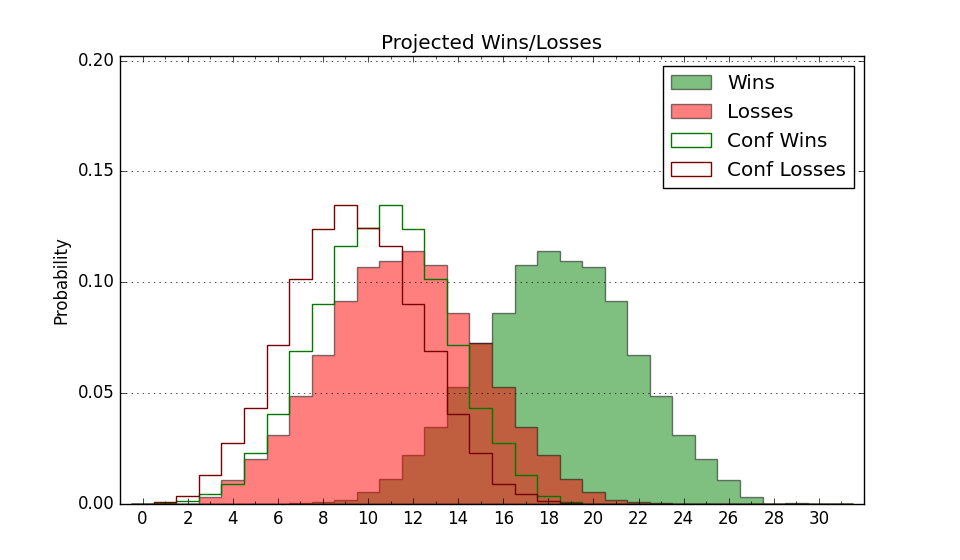 Projected Wins/Losses
Probability
0.20
0.15
0.10
0.05
0.00
Wins
Losses
Conf Wins
Conf Losses
0 2 4 6 8 10 12 14 16 18 20 22 24 26 28 30